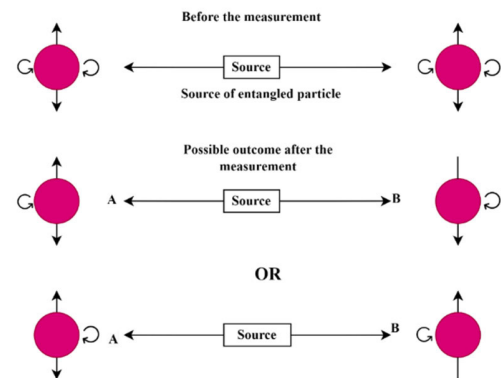 Before the measurement
Source
Source of entangled particle
Possible outcome after the
measurement
A
Source
B
OR
A
Source
B